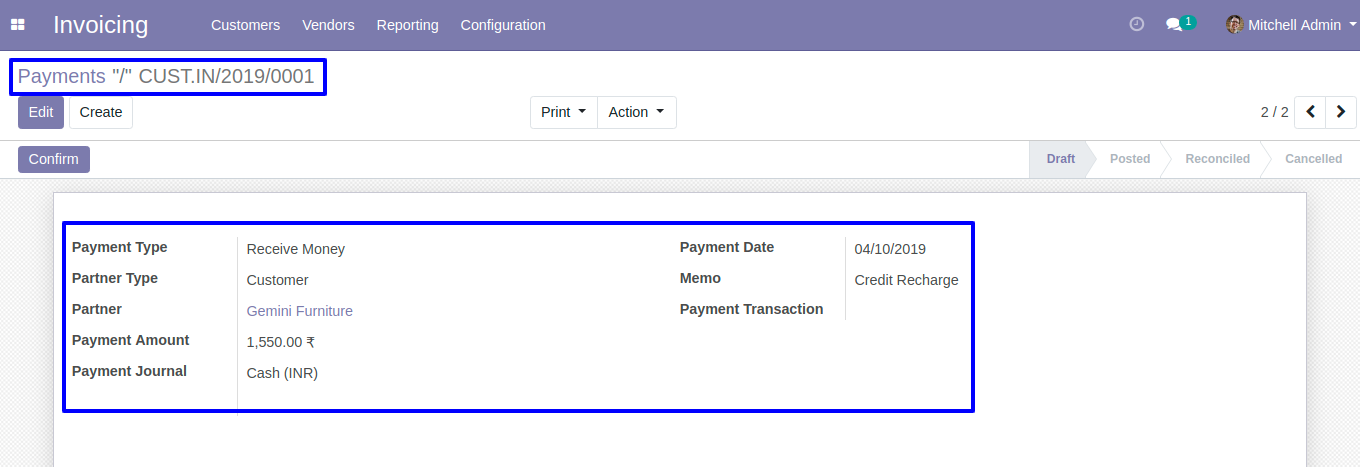 Invoicing Customers Vendors Reporting Configuration 1 Mitchell Admin
Payments "/" CUST.IN/2019/0001
Edit Create Print Action 2 / 2
Confirm Draft Posted Reconciled Cancelled
Payment Type Receive Money Payment Date 04/10/2019
Partner Type Customer Memo Credit Recharge
Partner Gemini Furniture Payment Transaction
Payment Amount 1,550.00 ₹
Payment Journal Cash (INR)